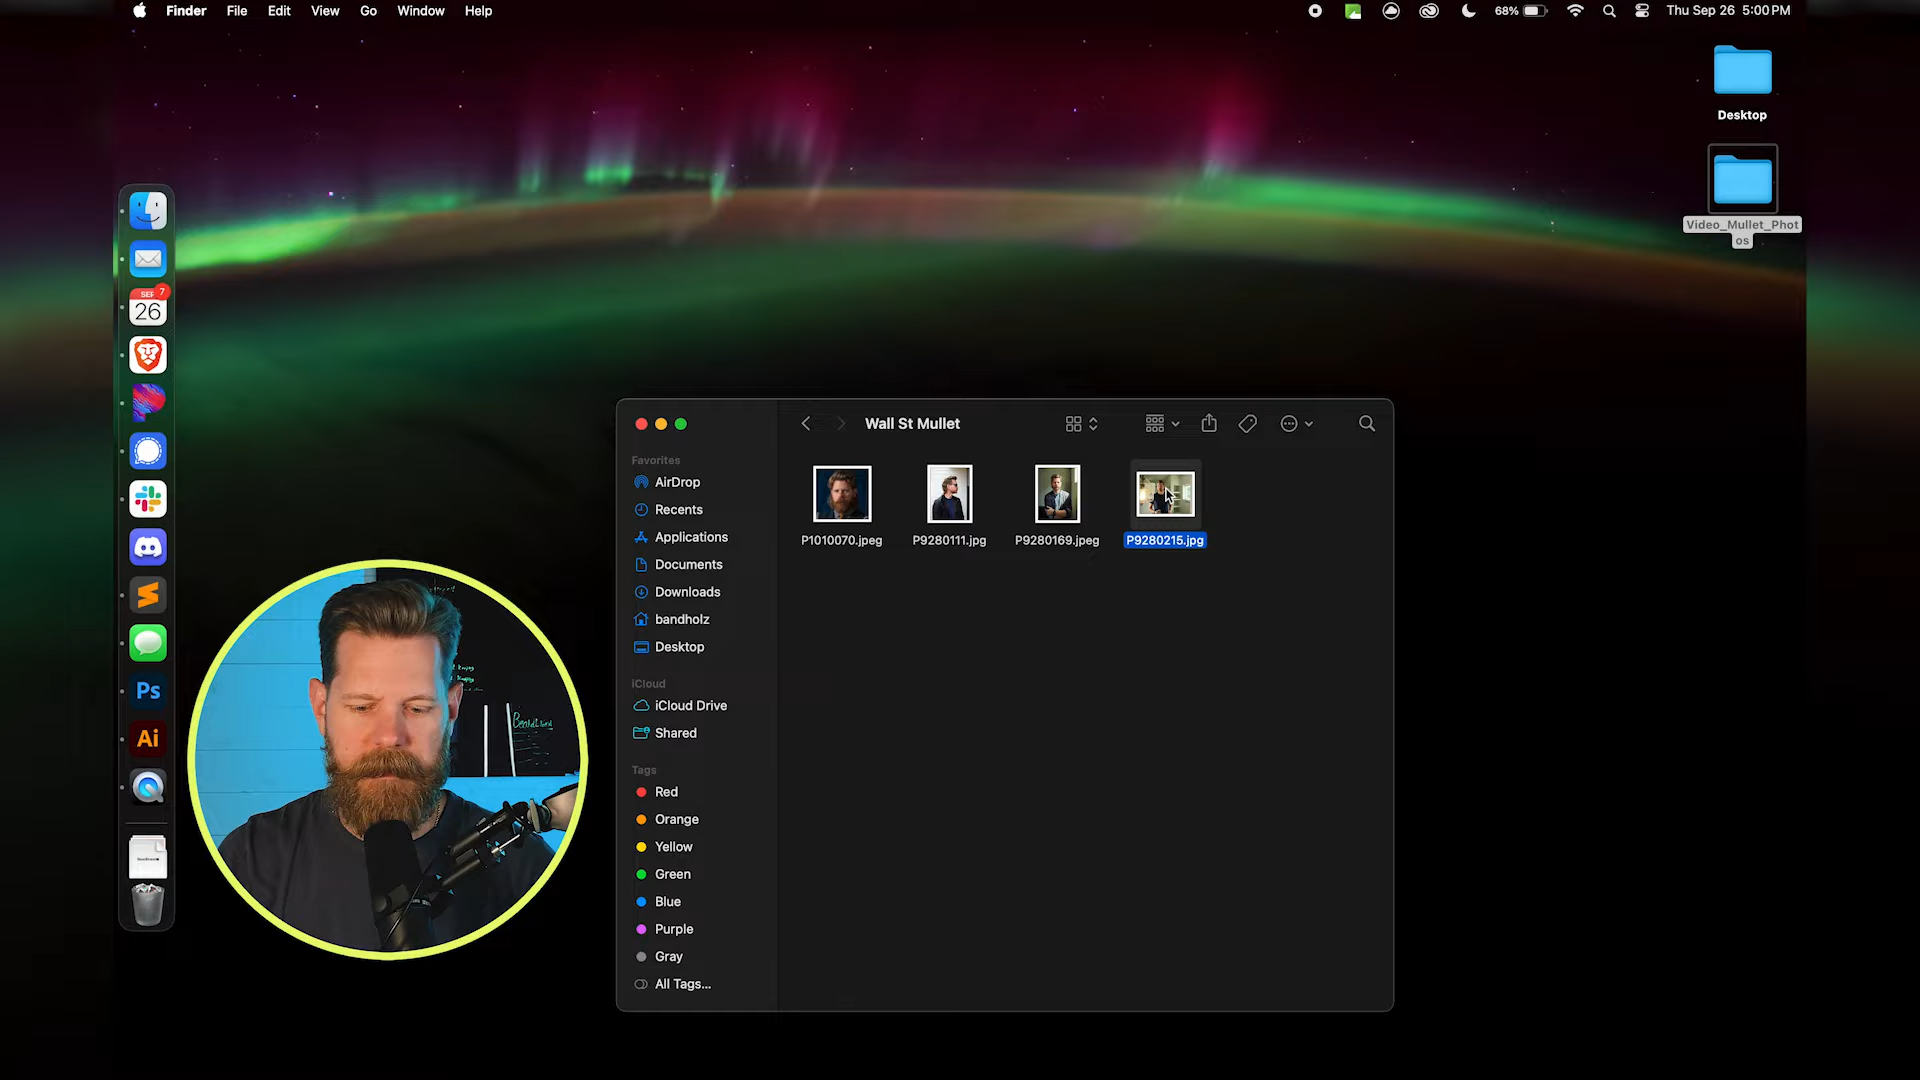 Finder File Edit View Go Window Help
68% Thu Sep 26 5:00 PM
Desktop
Video_Mullet_Phot
os
SEP 7
26
Ps
Ai
Wall St Mullet
Favorites
AirDrop
Recents
Applications
Documents
Downloads
bandholz
Desktop
iCloud
iCloud Drive
Shared
Tags
Red
Orange
Yellow
Green
Blue
Purple
Gray
All Tags...
P1010070.jpeg P9280111.jpg P9280169.jpeg P9280215.jpg